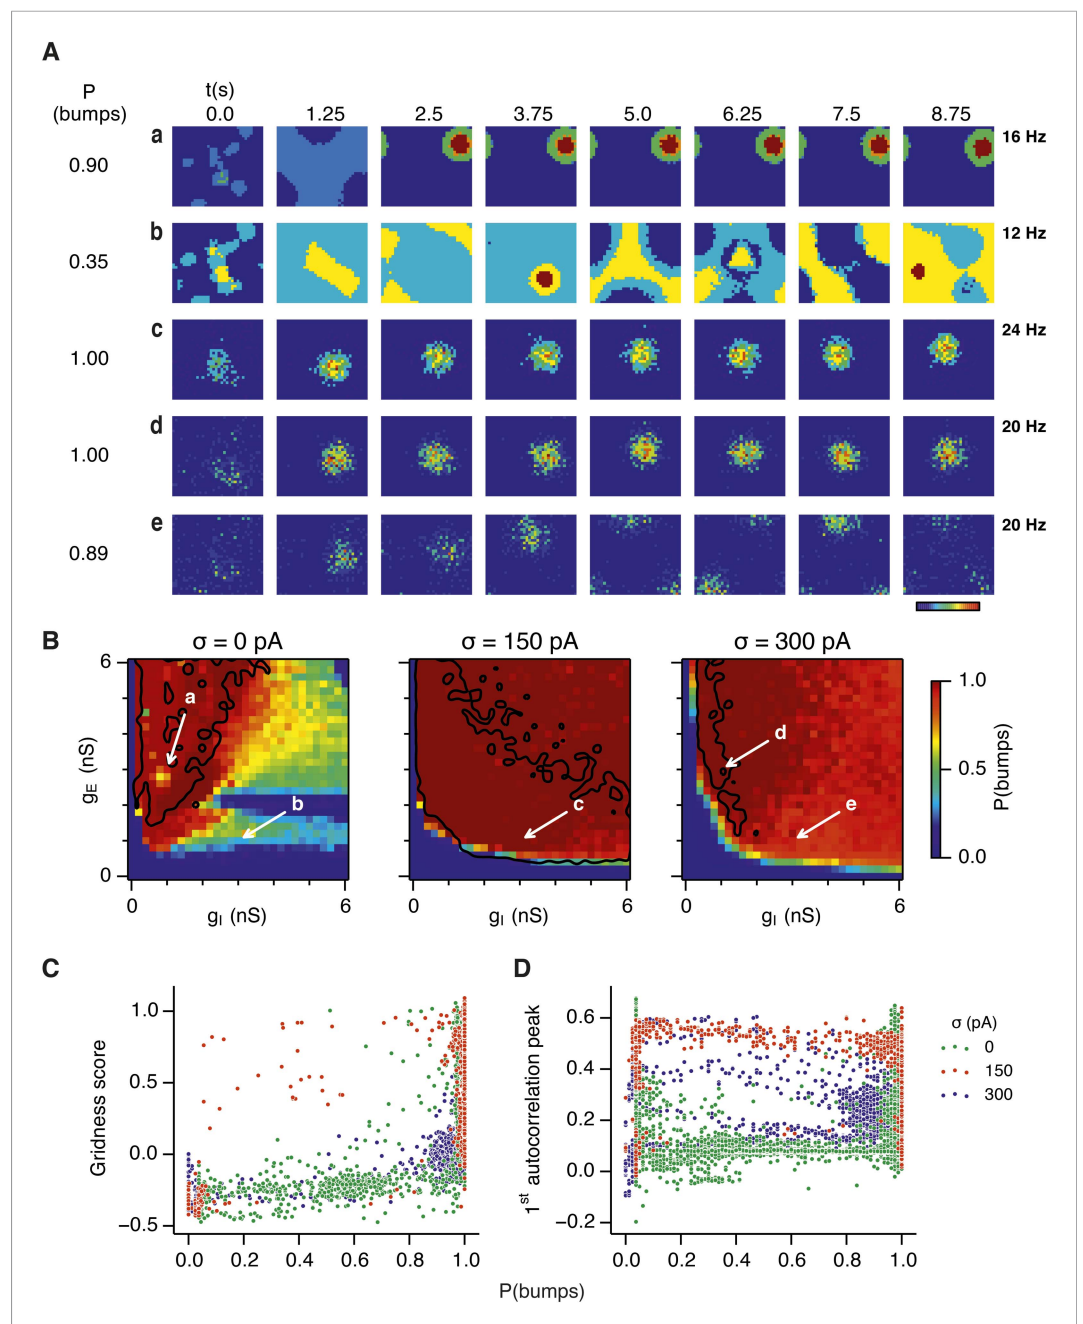 A
P
(bumps)
t(s)
0.0 1.25 2.5 3.75 5.0 6.25 7.5 8.75
a 0.90 16 Hz
b 0.35 12 Hz
c 1.00 24 Hz
d 1.00 20 Hz
e 0.89 20 Hz
B
σ = 0 pA σ = 150 pA σ = 300 pA
6
gE (nS)
0
a
b
c
d
e
0 6
gI (nS)
0 6
gI (nS)
0 6
gI (nS)
1.0
0.5
0.0
P(bumps)
C
Gridness score
1.0
0.5
0.0
−0.5
0.0 0.2 0.4 0.6 0.8 1.0
D
1st autocorrelation peak
0.6
0.4
0.2
0.0
−0.2
0.0 0.2 0.4 0.6 0.8 1.0
σ (pA)
0
150
300
P(bumps)